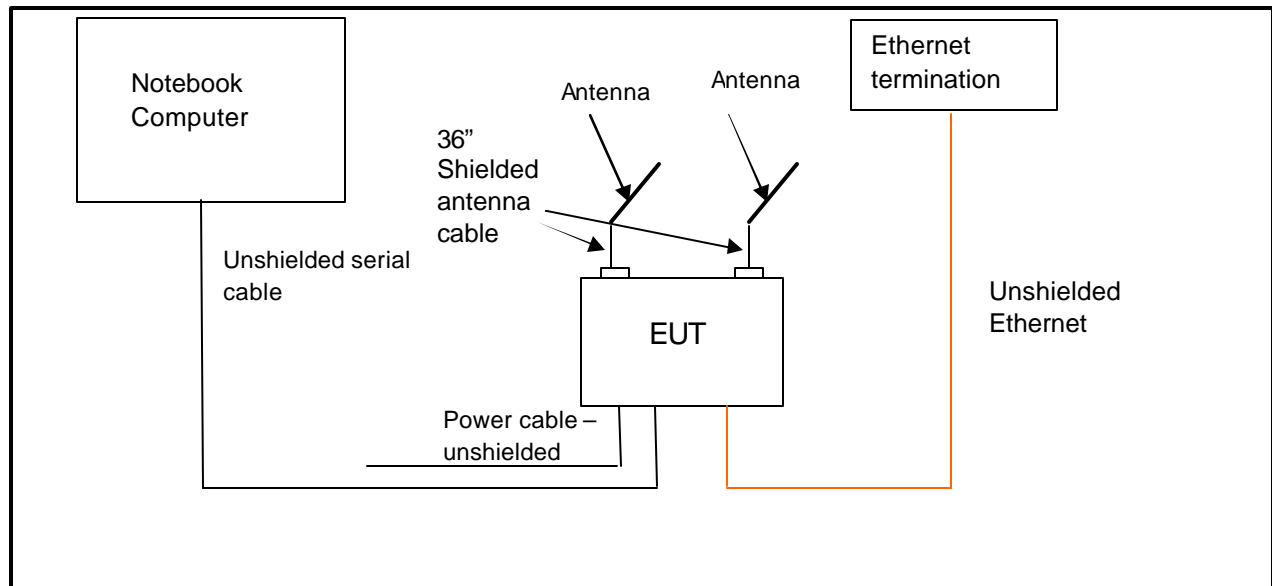 Notebook
Computer
Antenna
Antenna
Ethernet
termination
36”
Shielded
antenna
cable
Unshielded serial
cable
EUT
Unshielded
Ethernet
Power cable –
unshielded